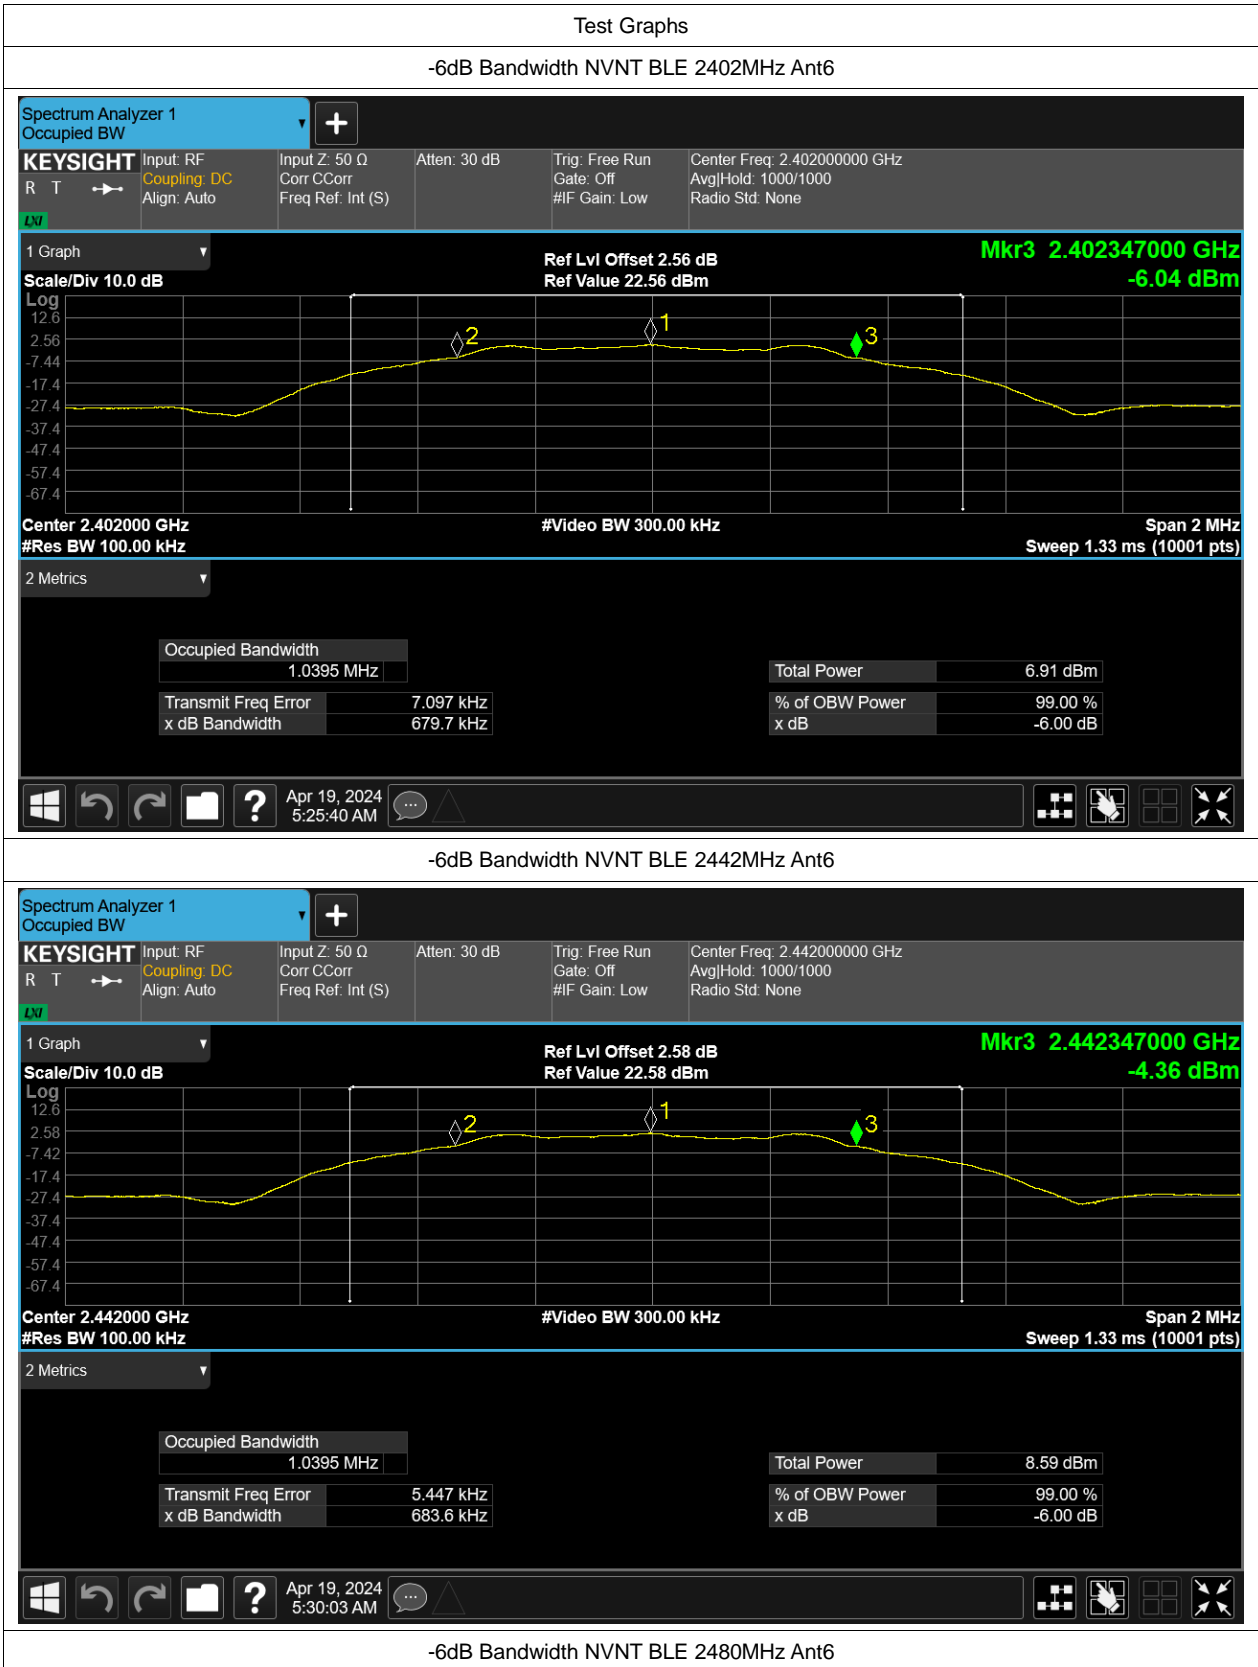 Test Graphs
-6dB Bandwidth NVNT BLE 2402MHz Ant6
Spectrum Analyzer 1
Occupied BW
KEYSIGHT Input: RF Input Z: 50 Ω Atten: 30 dB Trig: Free Run Center Freq: 2.402000000 GHz
R T Coupling: DC Corr CCorr Gate: Off Avg|Hold: 1000/1000
Align: Auto Freq Ref: Int (S) #IF Gain: Low Radio Std: None
LXI
1 Graph Ref Lvl Offset 2.56 dB Mkr3 2.402347000 GHz
Scale/Div 10.0 dB Ref Value 22.56 dBm -6.04 dBm
Log
12.6
2.56
-7.44
-17.4
-27.4
-37.4
-47.4
-57.4
-67.4
2 1 3
Center 2.402000 GHz #Video BW 300.00 kHz Span 2 MHz
#Res BW 100.00 kHz Sweep 1.33 ms (10001 pts)
2 Metrics
Occupied Bandwidth
1.0395 MHz Total Power 6.91 dBm
Transmit Freq Error 7.097 kHz % of OBW Power 99.00 %
x dB Bandwidth 679.7 kHz x dB -6.00 dB
Apr 19, 2024
5:25:40 AM
-6dB Bandwidth NVNT BLE 2442MHz Ant6
Spectrum Analyzer 1
Occupied BW
KEYSIGHT Input: RF Input Z: 50 Ω Atten: 30 dB Trig: Free Run Center Freq: 2.442000000 GHz
R T Coupling: DC Corr CCorr Gate: Off Avg|Hold: 1000/1000
Align: Auto Freq Ref: Int (S) #IF Gain: Low Radio Std: None
LXI
1 Graph Ref Lvl Offset 2.58 dB Mkr3 2.442347000 GHz
Scale/Div 10.0 dB Ref Value 22.58 dBm -4.36 dBm
Log
12.6
2.58
-7.42
-17.4
-27.4
-37.4
-47.4
-57.4
-67.4
2 1 3
Center 2.442000 GHz #Video BW 300.00 kHz Span 2 MHz
#Res BW 100.00 kHz Sweep 1.33 ms (10001 pts)
2 Metrics
Occupied Bandwidth
1.0395 MHz Total Power 8.59 dBm
Transmit Freq Error 5.447 kHz % of OBW Power 99.00 %
x dB Bandwidth 683.6 kHz x dB -6.00 dB
Apr 19, 2024
5:30:03 AM
-6dB Bandwidth NVNT BLE 2480MHz Ant6